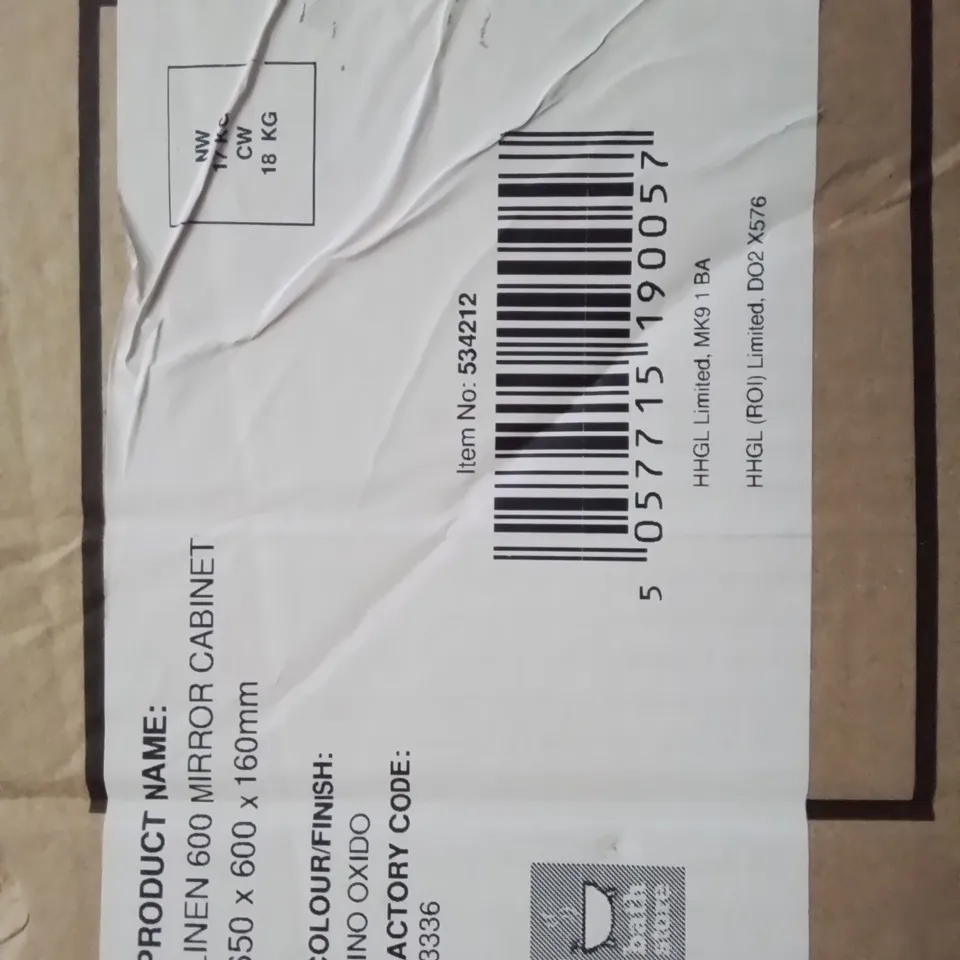 PRODUCT NAME:
LINEN 600 MIRROR CABINET
650 x 600 x 160mm
COLOUR/FINISH:
INO OXIDO
ACTORY CODE:
3336
NW
17 KG
CW
18 KG
Item No: 534212
5 057715 190057
HHGL Limited, MK9 1 BA
HHGL (ROI) Limited, DO2 X576
bath
store